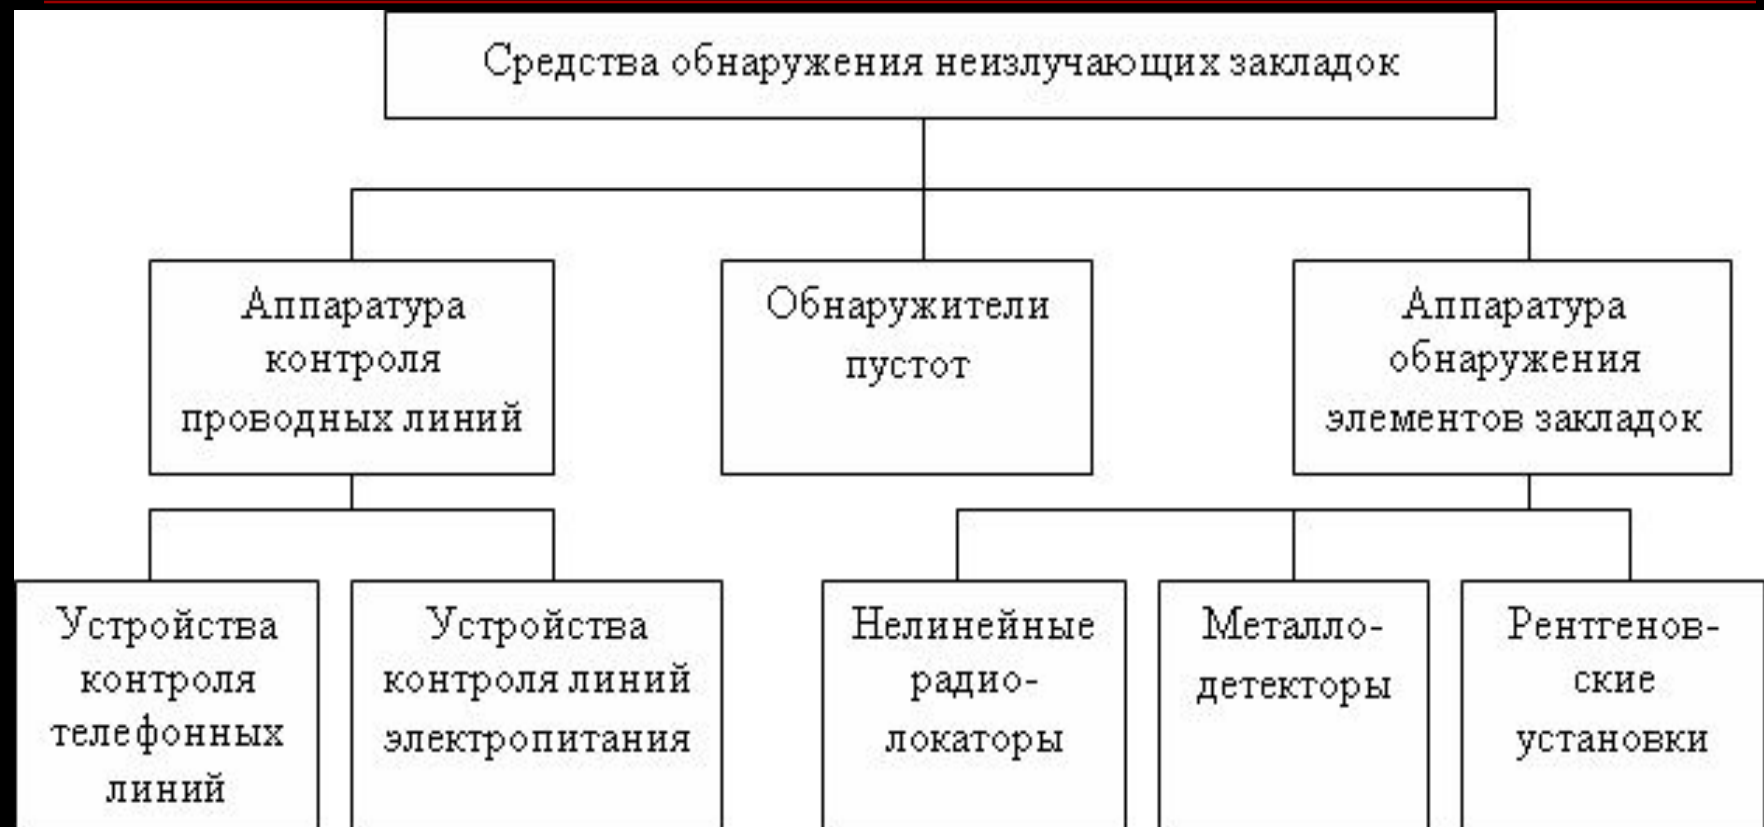 Средства обнаружения неизлучающих закладок
Аппаратура
контроля
проводных линий
Обнаружители
пустот
Аппаратура
обнаружения
элементов закладок
Устройства
контроля
телефонных
линий
Устройства
контроля линий
электропитания
Нелинейные
радио-
локаторы
Металло-
детекторы
Рентгенов-
ские
установки